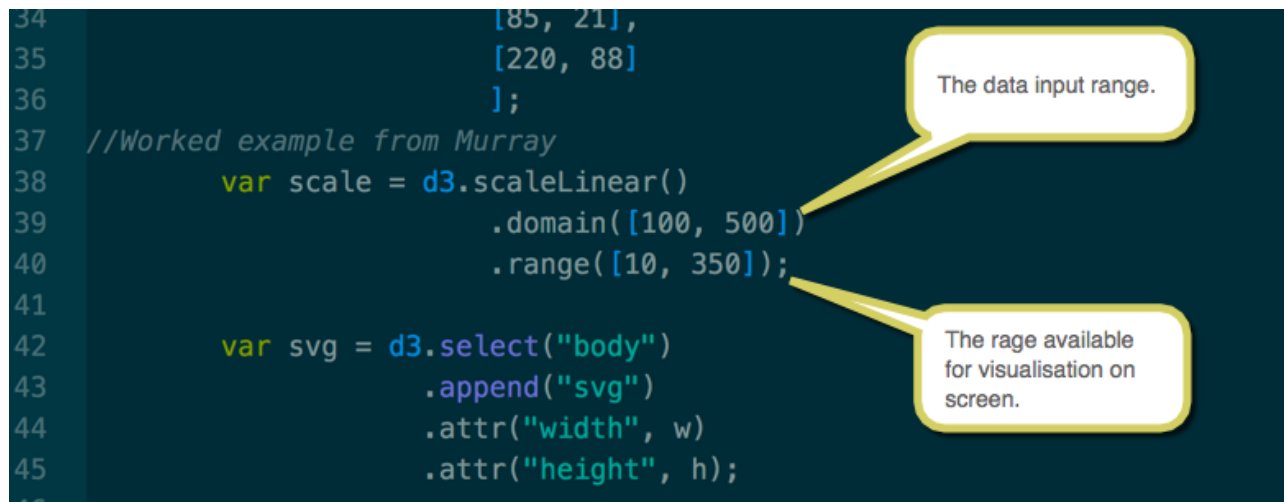 34 [85, 21],
35 [220, 88]
36 ];
37 //Worked example from Murray
38 var scale = d3.scaleLinear()
39 .domain([100, 500])
40 .range([10, 350]);
41
42 var svg = d3.select("body")
43 .append("svg")
44 .attr("width", w)
45 .attr("height", h);
The data input range.
The rage available
for visualisation on
screen.